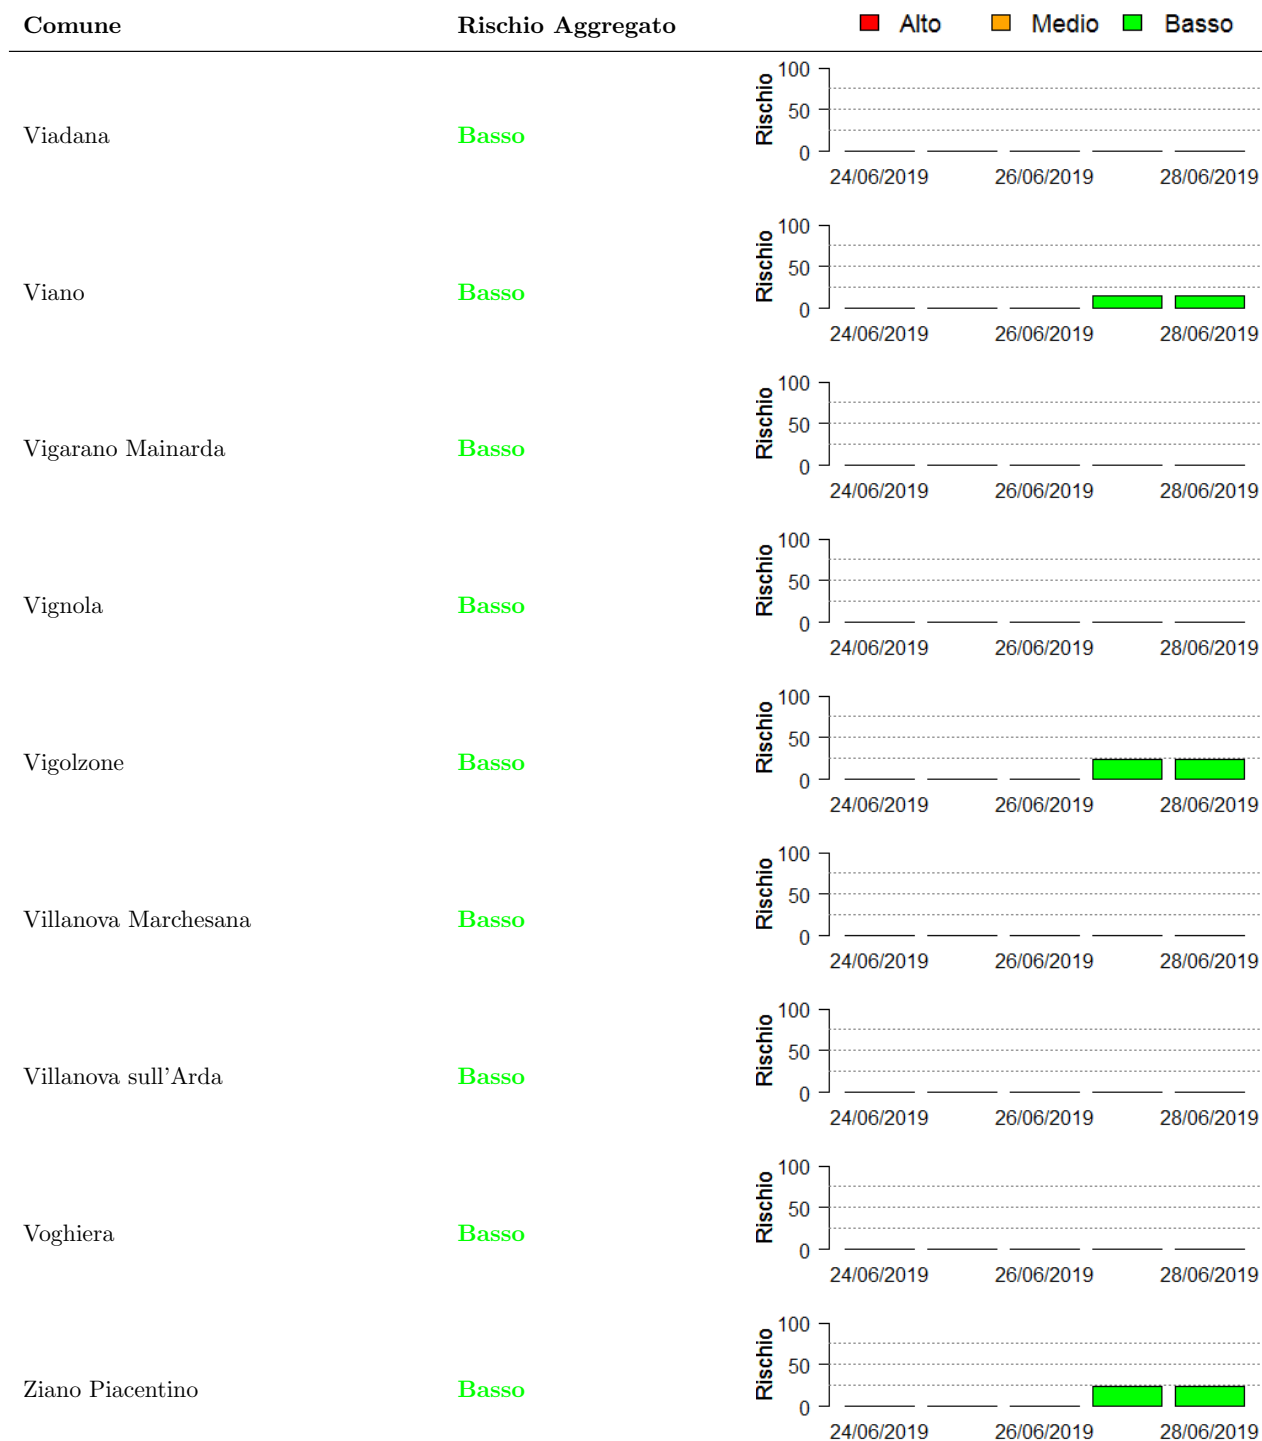 Comune Rischio Aggregato Alto Medio Basso
100
Rischio
50
Viadana Basso
0
24/06/2019 26/06/2019 28/06/2019
100
Rischio
50
Viano Basso
0
24/06/2019 26/06/2019 28/06/2019
100
Rischio
50
Vigarano Mainarda Basso
0
24/06/2019 26/06/2019 28/06/2019
100
Rischio
50
Vignola Basso
0
24/06/2019 26/06/2019 28/06/2019
100
Rischio
50
Vigolzone Basso
0
24/06/2019 26/06/2019 28/06/2019
100
Rischio
50
Villanova Marchesana Basso
0
24/06/2019 26/06/2019 28/06/2019
100
Rischio
50
Villanova sull'Arda Basso
0
24/06/2019 26/06/2019 28/06/2019
100
Rischio
50
Voghiera Basso
0
24/06/2019 26/06/2019 28/06/2019
100
Rischio
50
Ziano Piacentino Basso
0
24/06/2019 26/06/2019 28/06/2019